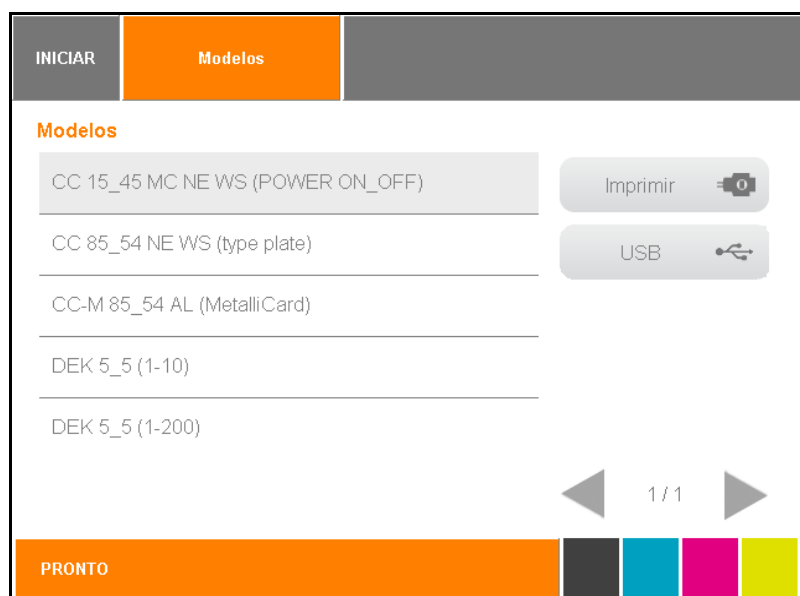 INICIAR
Modelos
Modelos
CC 15_45 MC NE WS (POWER ON_OFF)
CC 85_54 NE WS (type plate)
CC-M 85_54 AL (MetalliCard)
DEK 5_5 (1-10)
DEK 5_5 (1-200)
Imprimir
USB
1 / 1
PRONTO